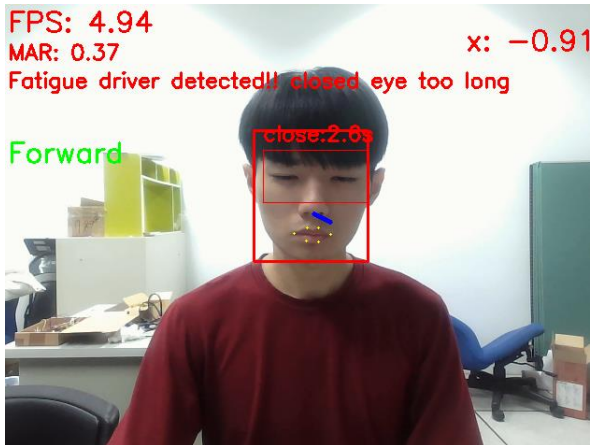 FPS: 4.94
x: -0.91
MAR: 0.37
Fatigue driver detected!! closed eye too long
close:2.6s
Forward